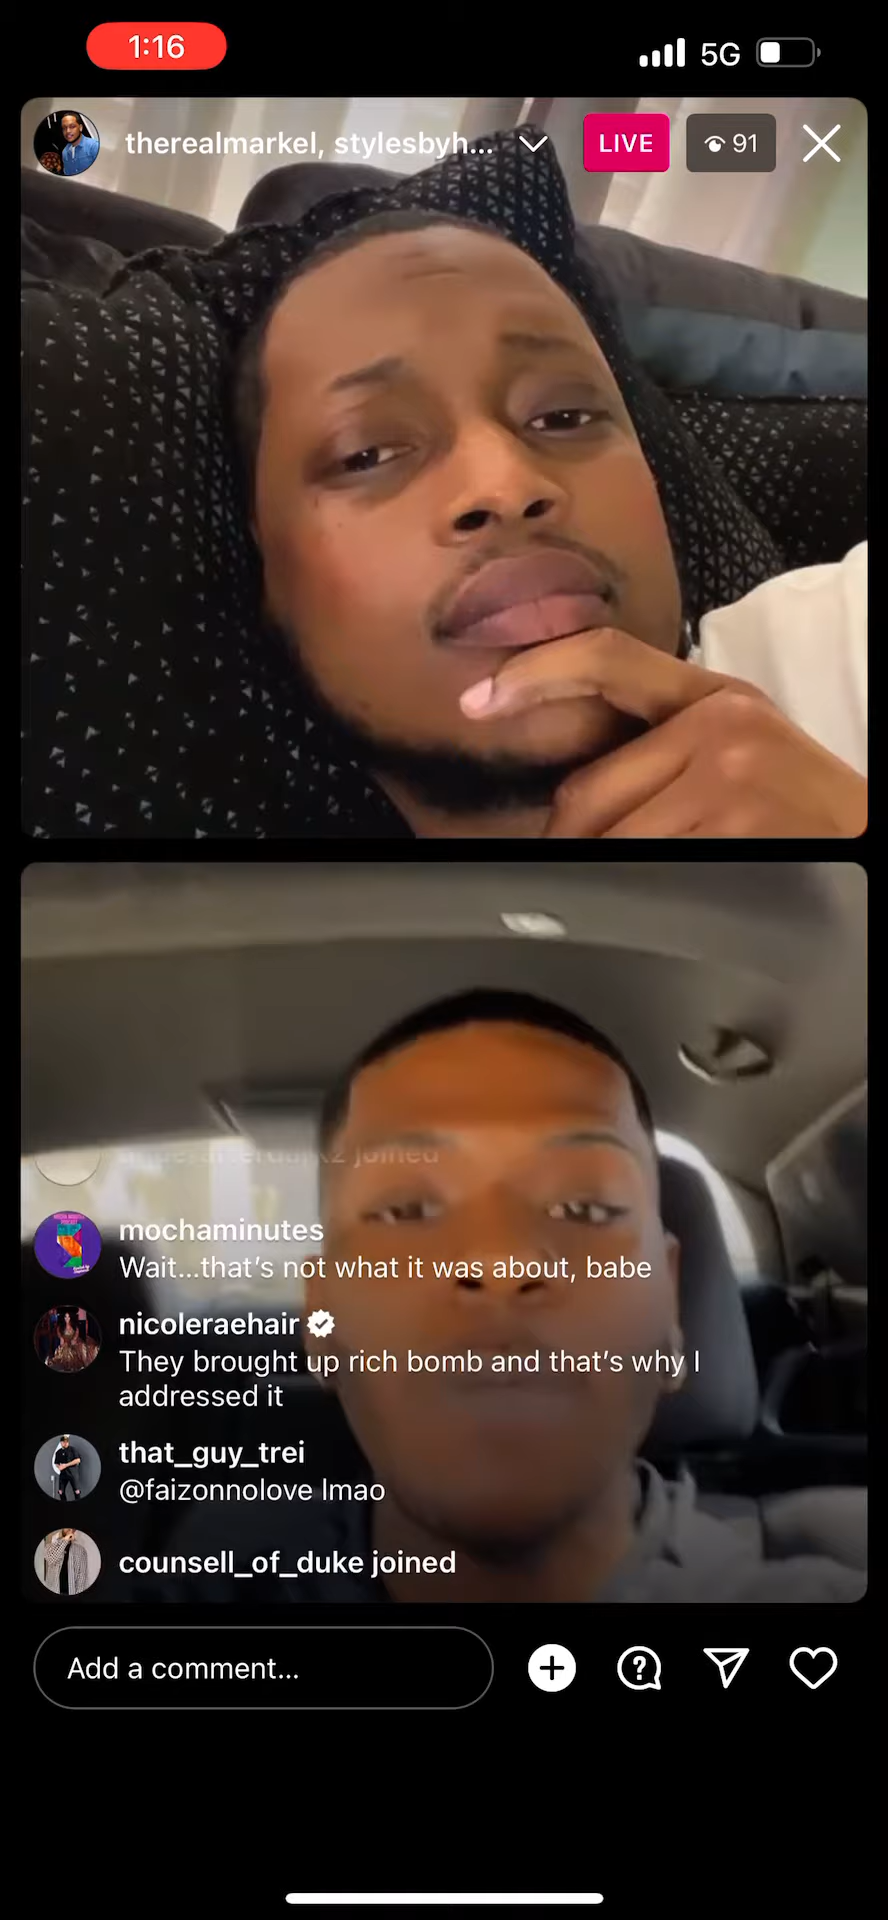 1:16
5G
therealmarkel, stylesbyh...
LIVE
91
joined
mochaminutes
Wait...that's not what it was about, babe
nicoleraehair
They brought up rich bomb and that's why I
addressed it
that_guy_trei
@faizonnolove lmao
counsell_of_duke joined
Add a comment...